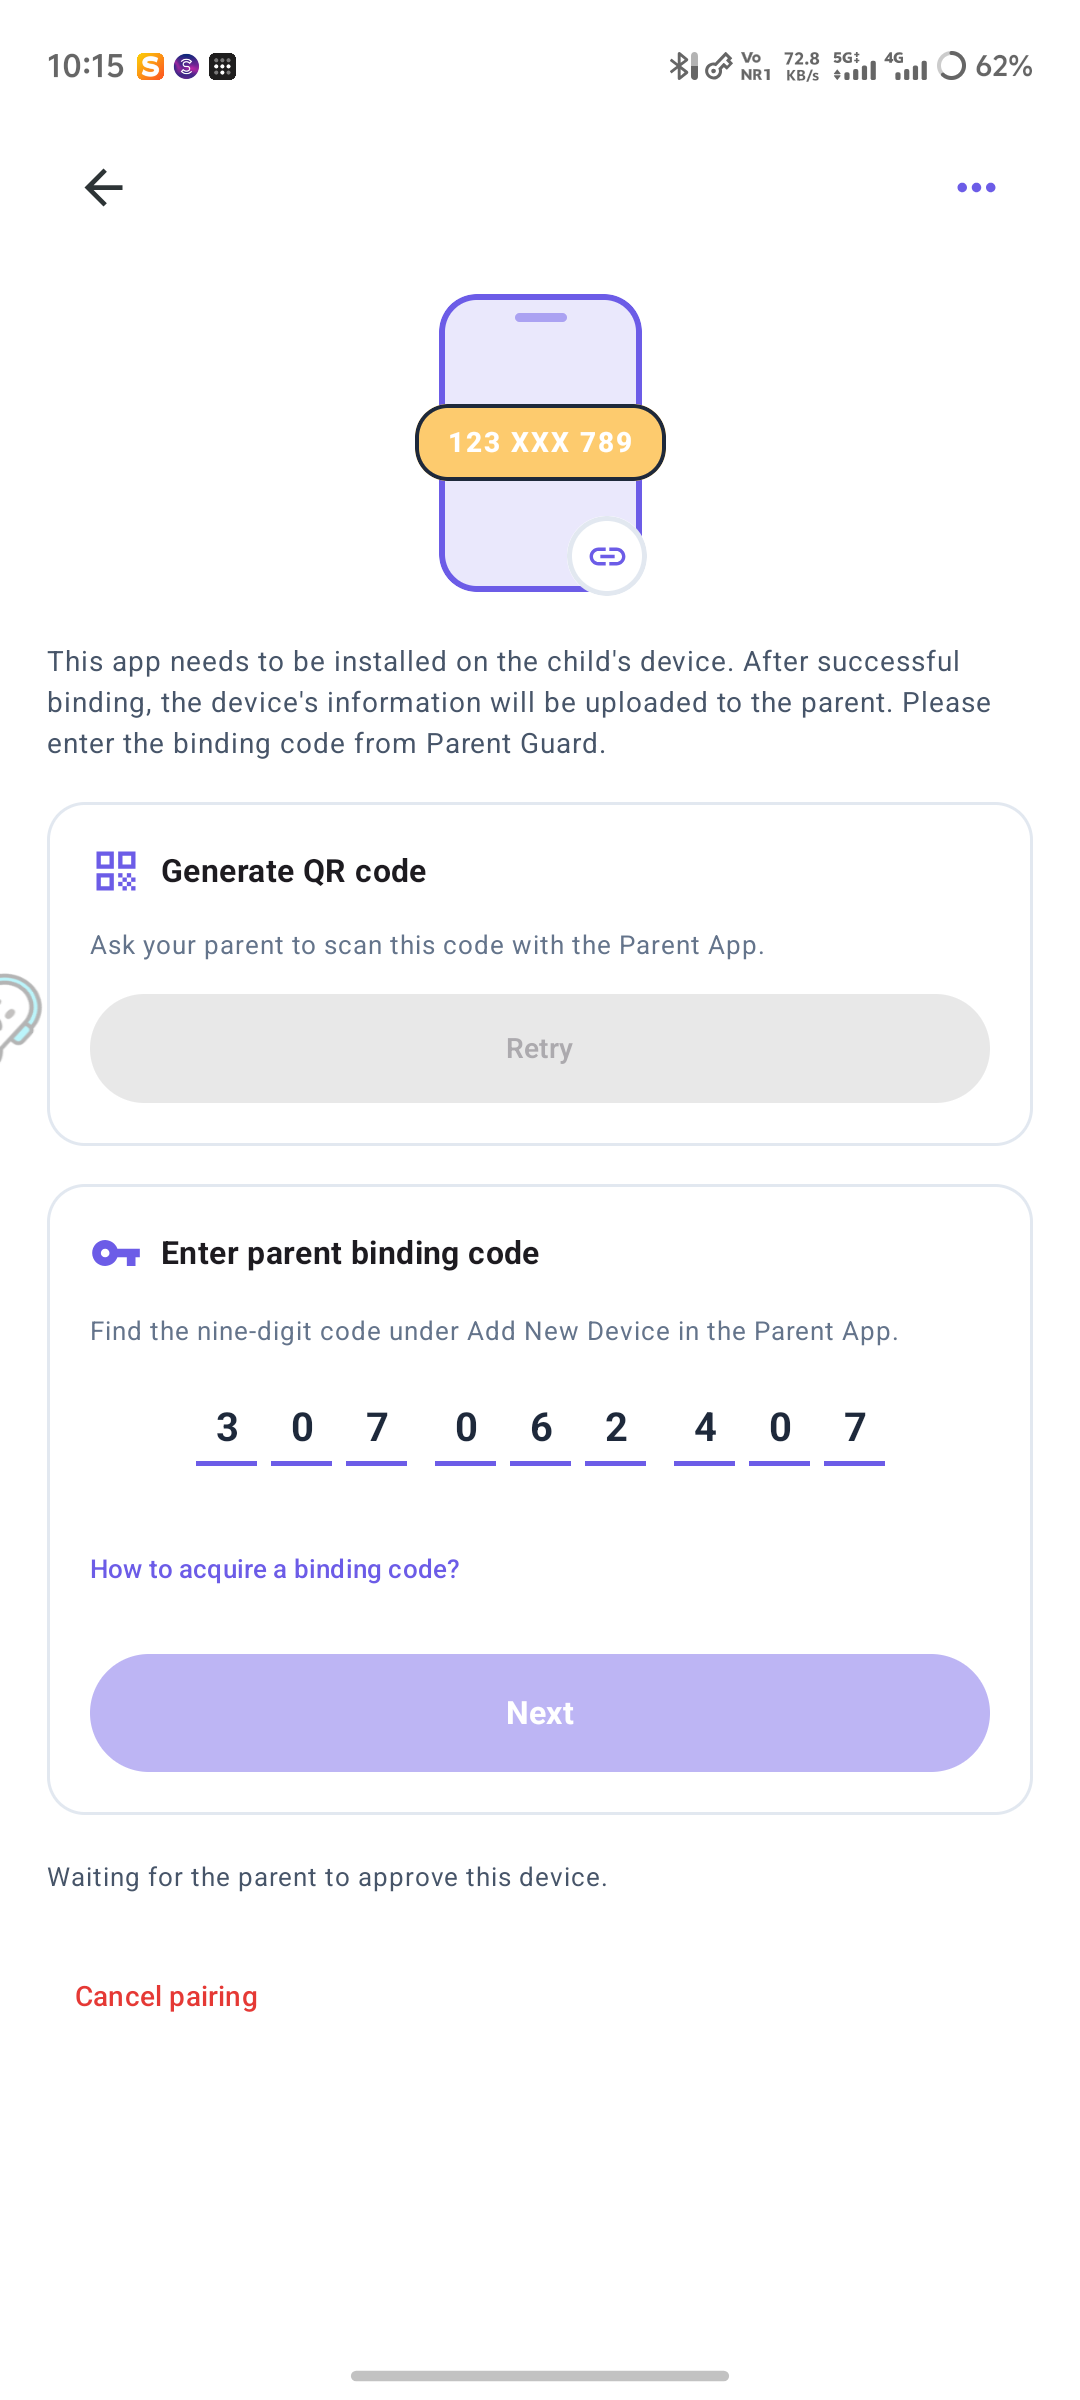 10:15
Vo NR1 72.8 KB/s 5G 4G 62%
123 XXX 789
This app needs to be installed on the child's device. After successful
binding, the device's information will be uploaded to the parent. Please
enter the binding code from Parent Guard.
Generate QR code
Ask your parent to scan this code with the Parent App.
Retry
Enter parent binding code
Find the nine-digit code under Add New Device in the Parent App.
3 0 7 0 6 2 4 0 7
How to acquire a binding code?
Next
Waiting for the parent to approve this device.
Cancel pairing